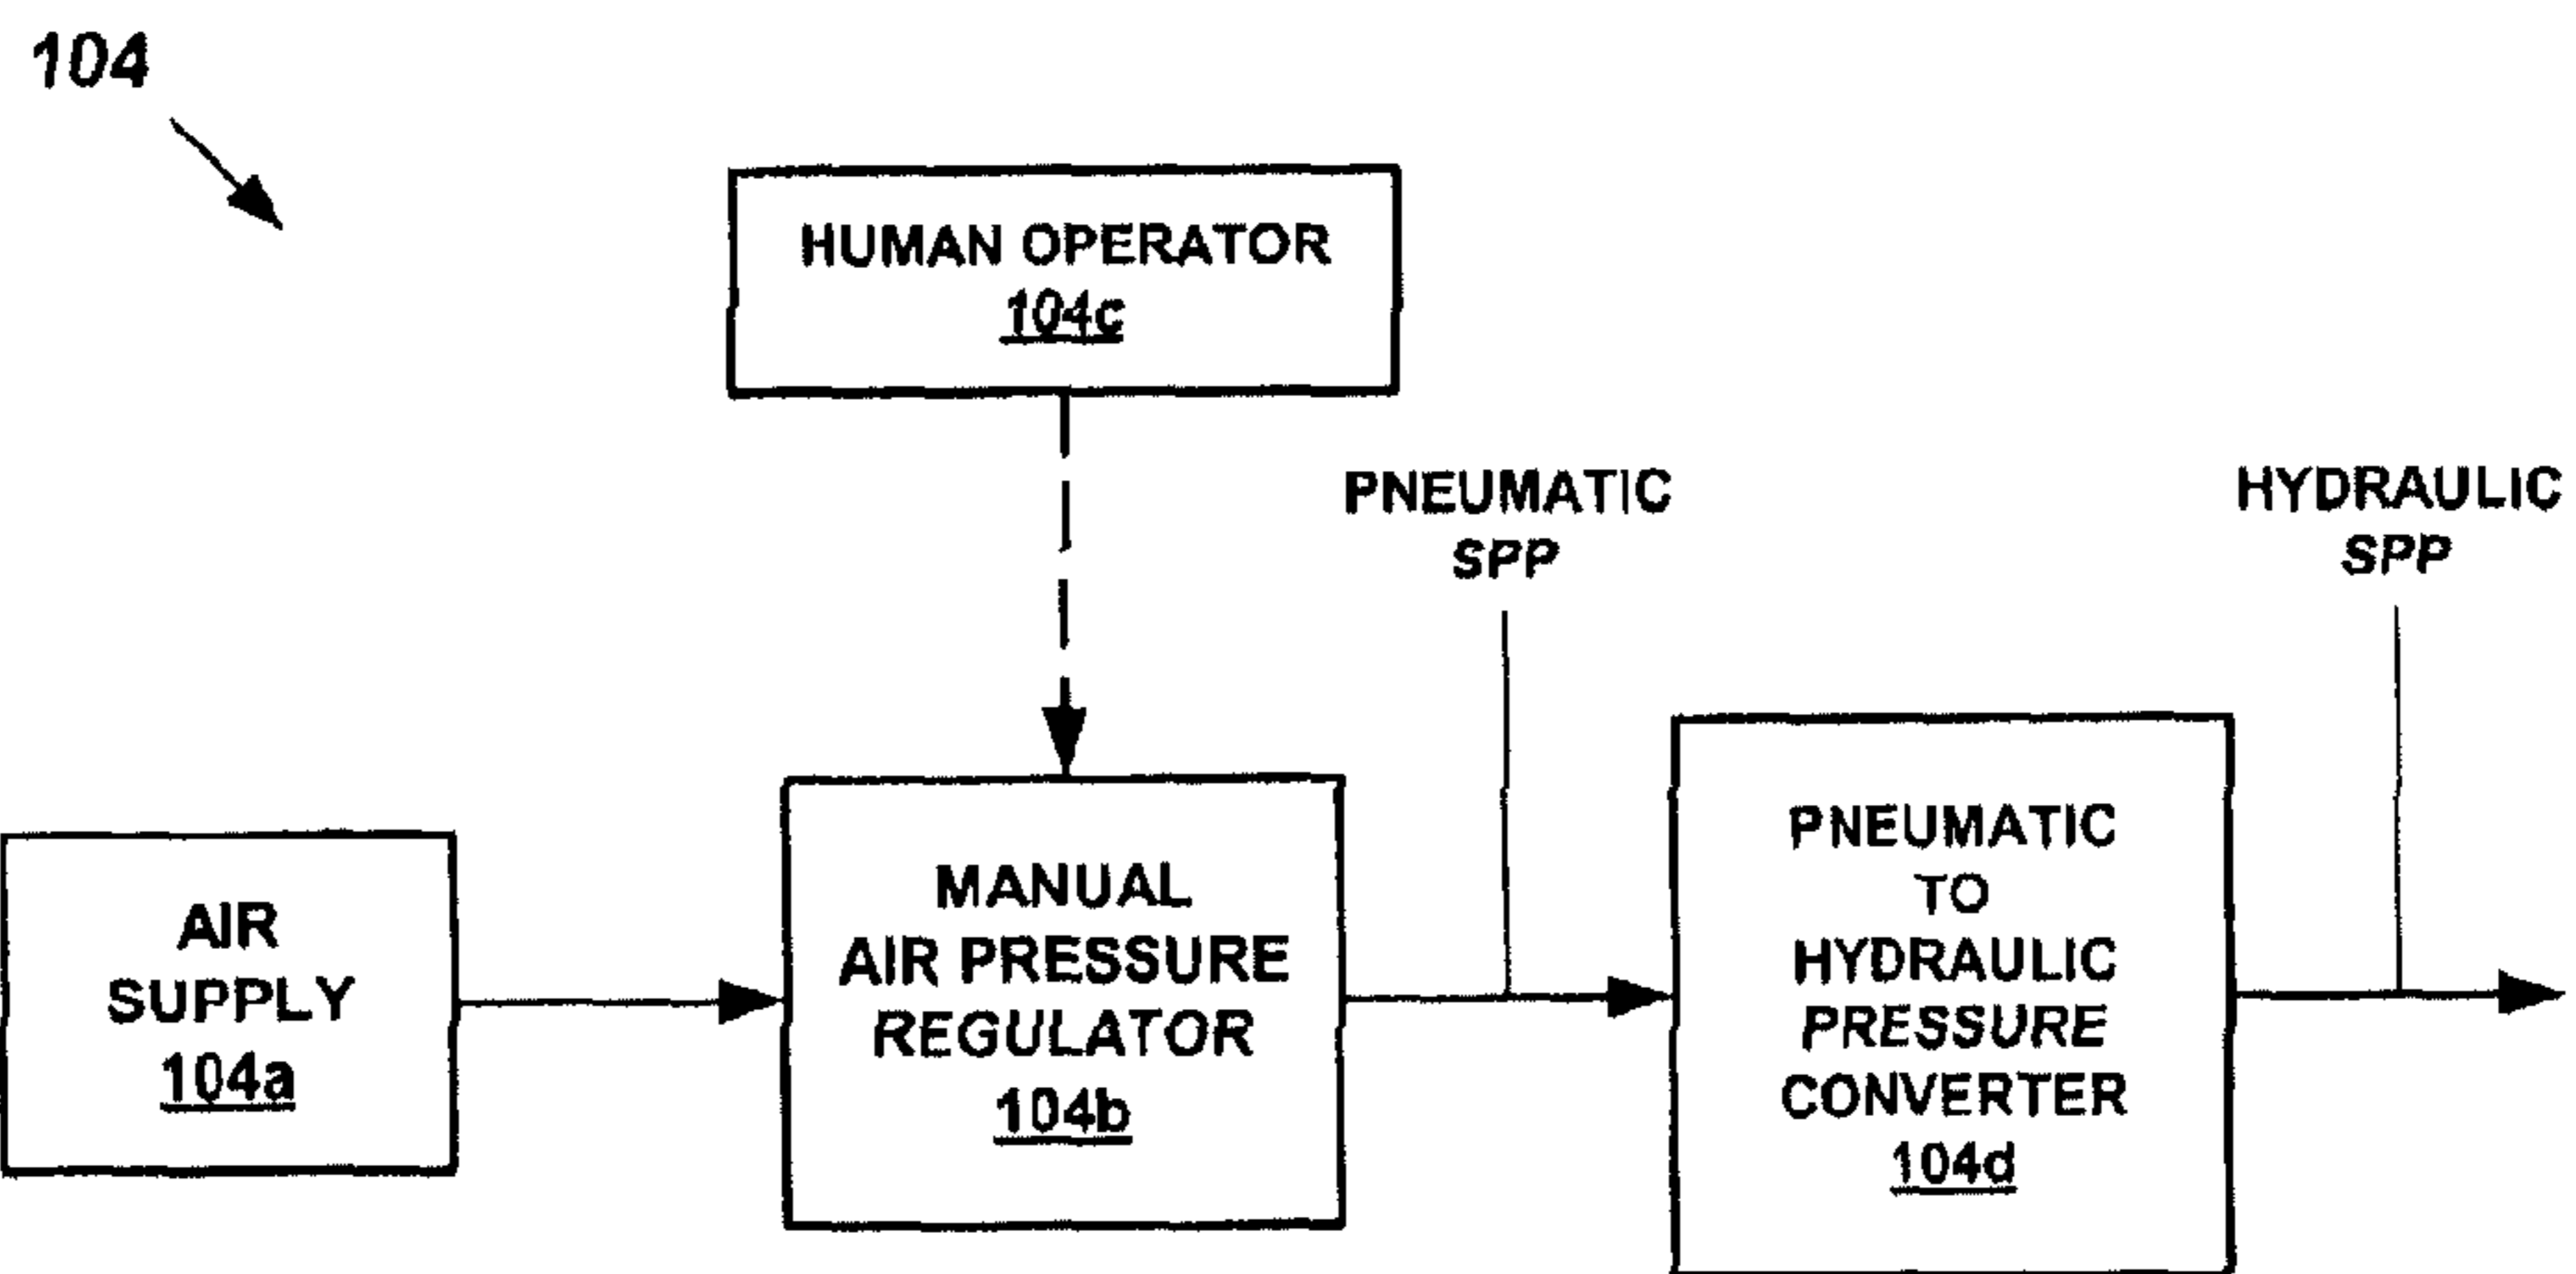 104
HUMAN OPERATOR
104c
PNEUMATIC
SPP
HYDRAULIC
SPP
AIR
SUPPLY
104a
MANUAL
AIR PRESSURE
REGULATOR
104b
PNEUMATIC
TO
HYDRAULIC
PRESSURE
CONVERTER
104d